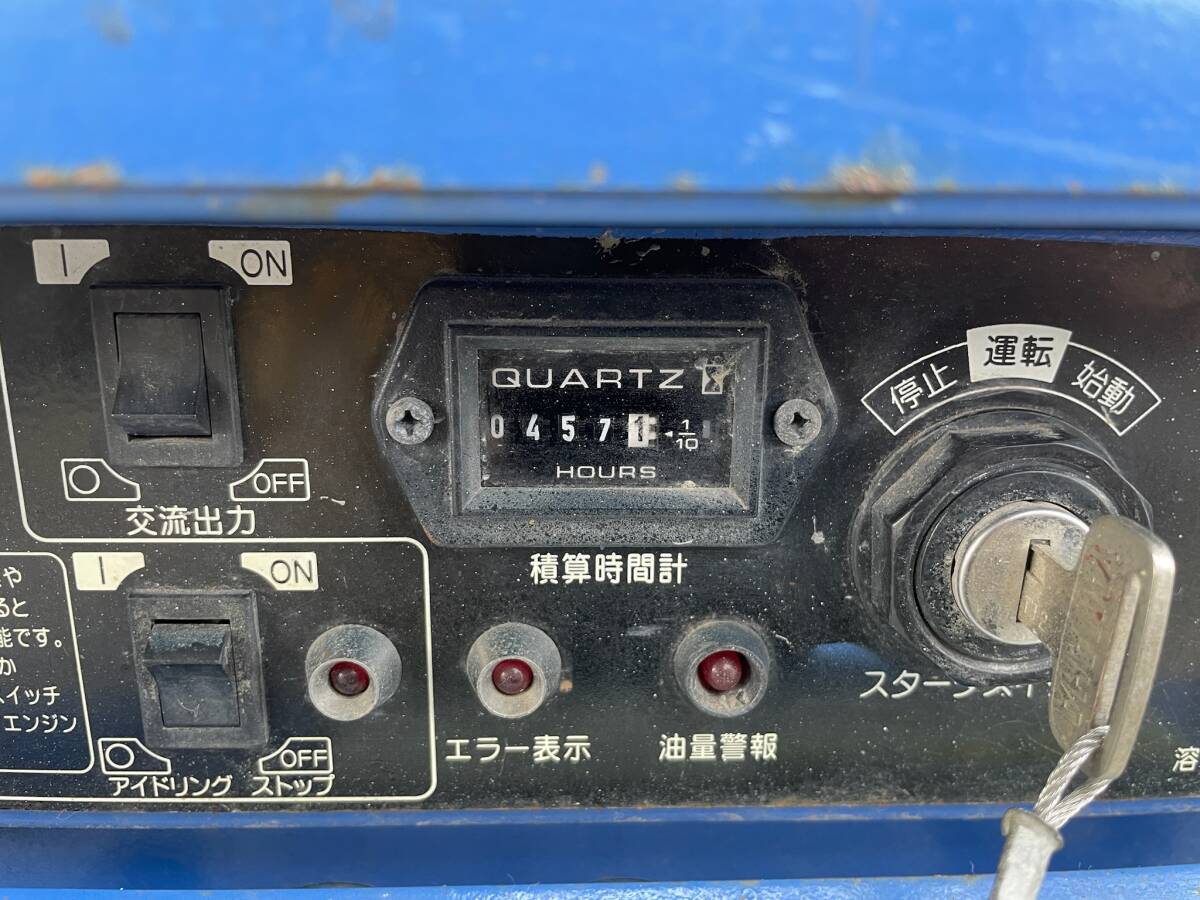 I ON
OFF
交流出力
QUARTZ
0 4 5 7 1 1/10
HOURS
積算時間計
停止 運転 始動
I ON
OFF
アイドリング ストップ
エラー表示
油量警報
や
ると
能です。
か
スイッチ
エンジン
溶